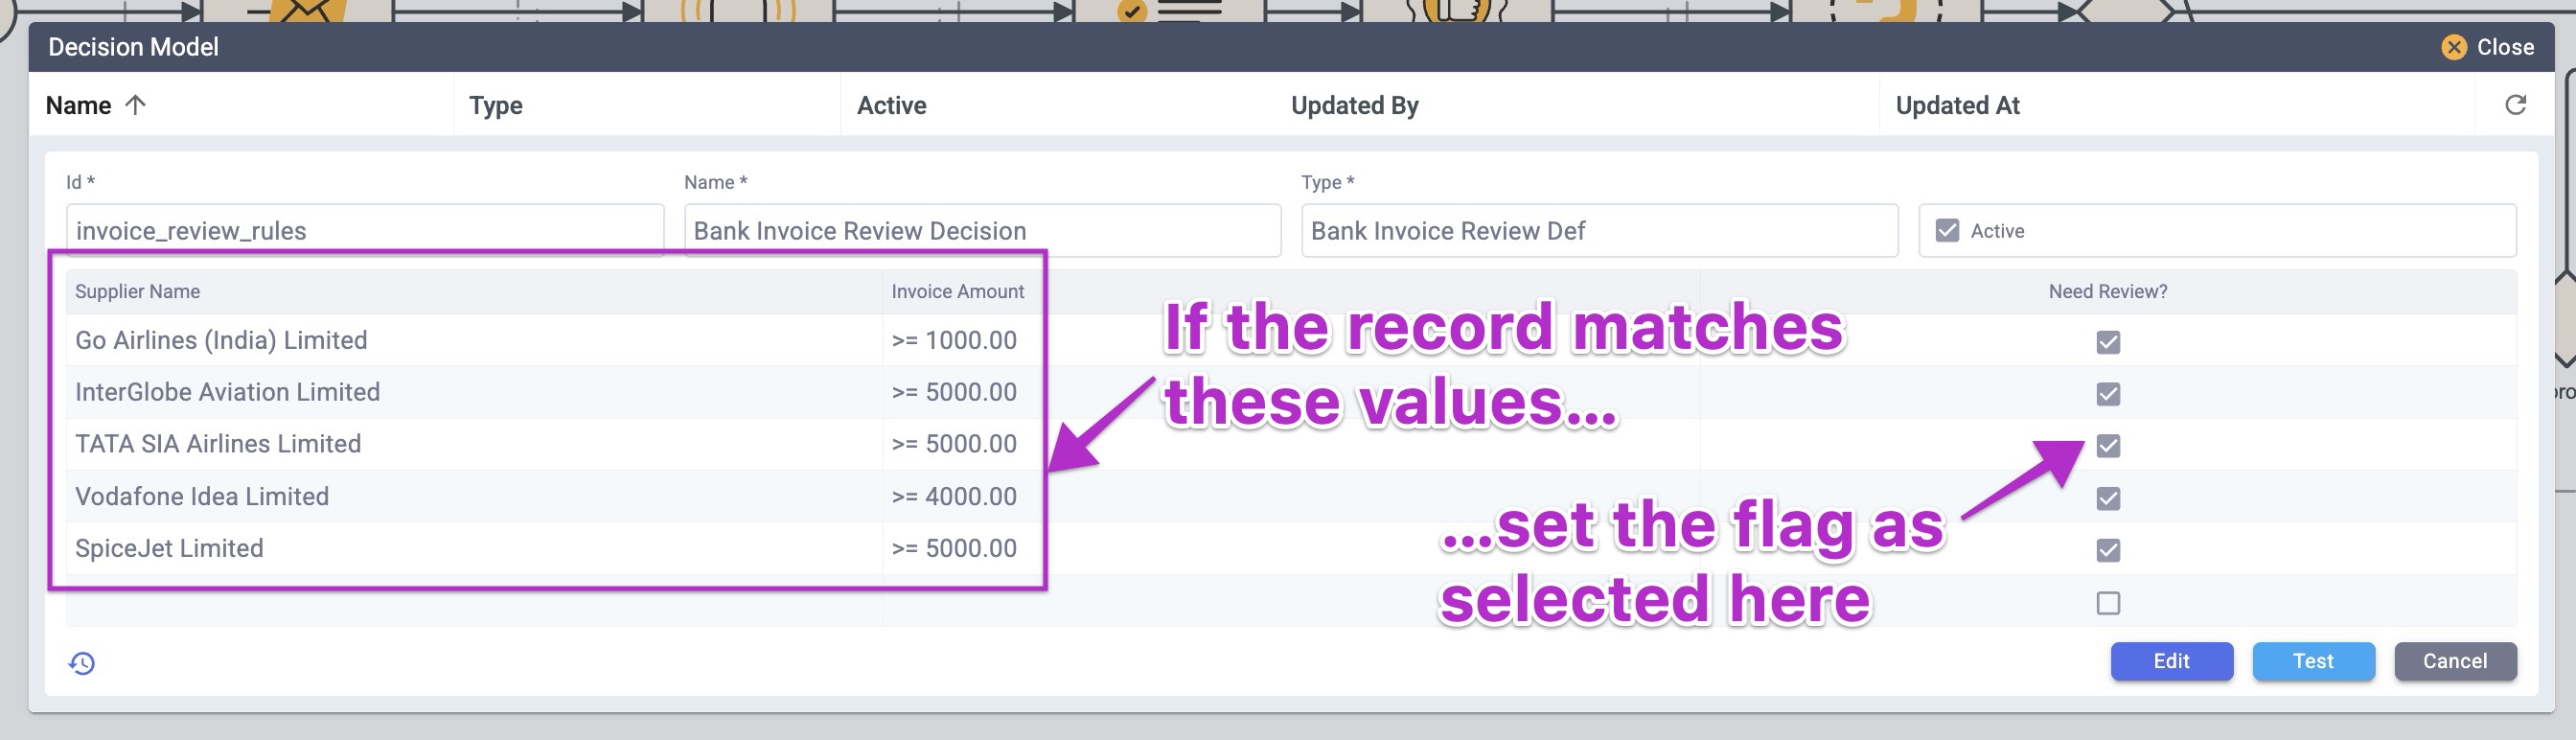 Decision Model
Close
Name
Type
Active
Updated By
Updated At
Id *
Name *
Type *
invoice_review_rules
Bank Invoice Review Decision
Bank Invoice Review Def
Active
Supplier Name
Invoice Amount
Need Review?
Go Airlines (India) Limited
>= 1000.00
InterGlobe Aviation Limited
>= 5000.00
TATA SIA Airlines Limited
>= 5000.00
Vodafone Idea Limited
>= 4000.00
SpiceJet Limited
>= 5000.00
If the record matches
these values...
...set the flag as
selected here
Edit
Test
Cancel